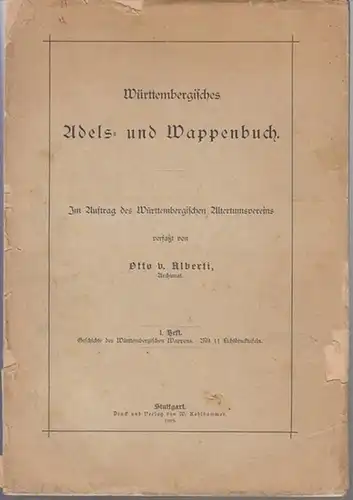 Württembergisches
Adels- und Wappenbuch.
Im Auftrag des Württembergischen Altertumsvereins
verfaßt von
Otto v. Alberti,
Archivrat.
1. Heft.
Geschichte des Württembergischen Wappens. Mit 11 Lichtdrucktafeln.
Stuttgart.
Druck und Verlag von W. Kohlhammer.